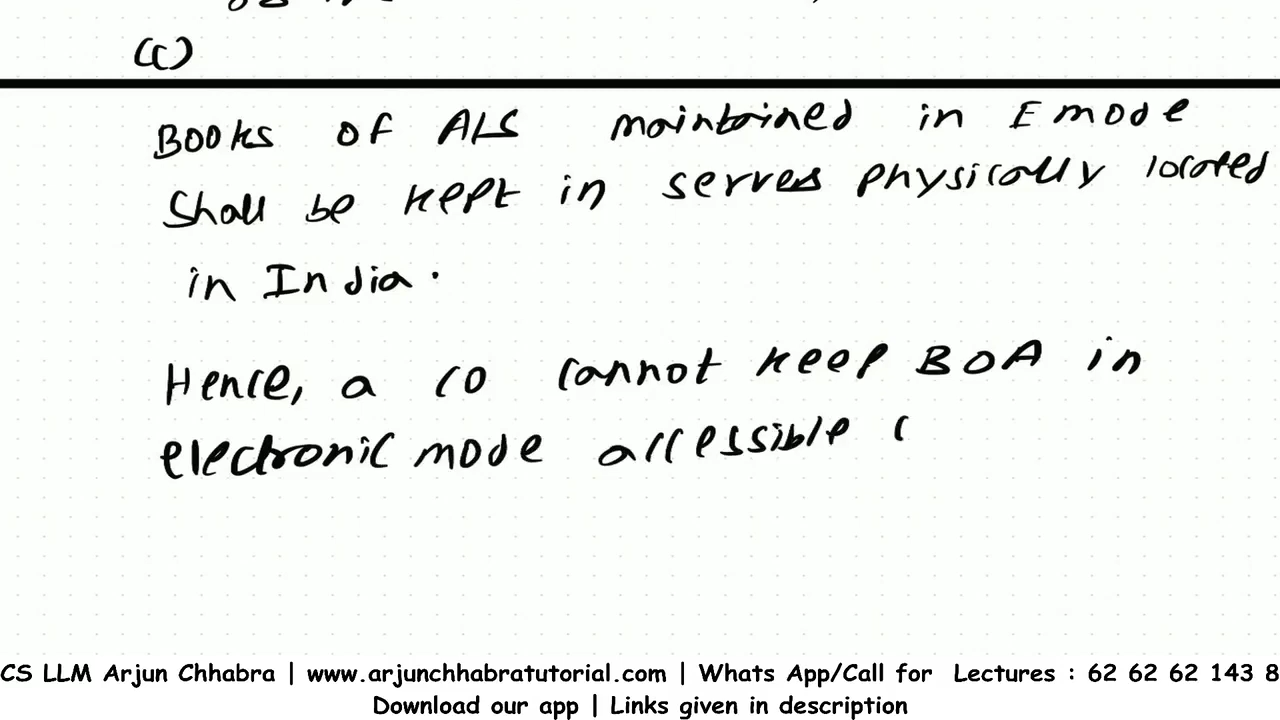 (c)
Books of A/S maintained in E mode
Shall be kept in serves physically located
in India.
Hence, a co cannot keep BOA in
electronic mode accessible (
CS LLM Arjun Chhabra | www.arjunchhabratutorial.com | Whats App/Call for Lectures : 62 62 62 143 8
Download our app | Links given in description